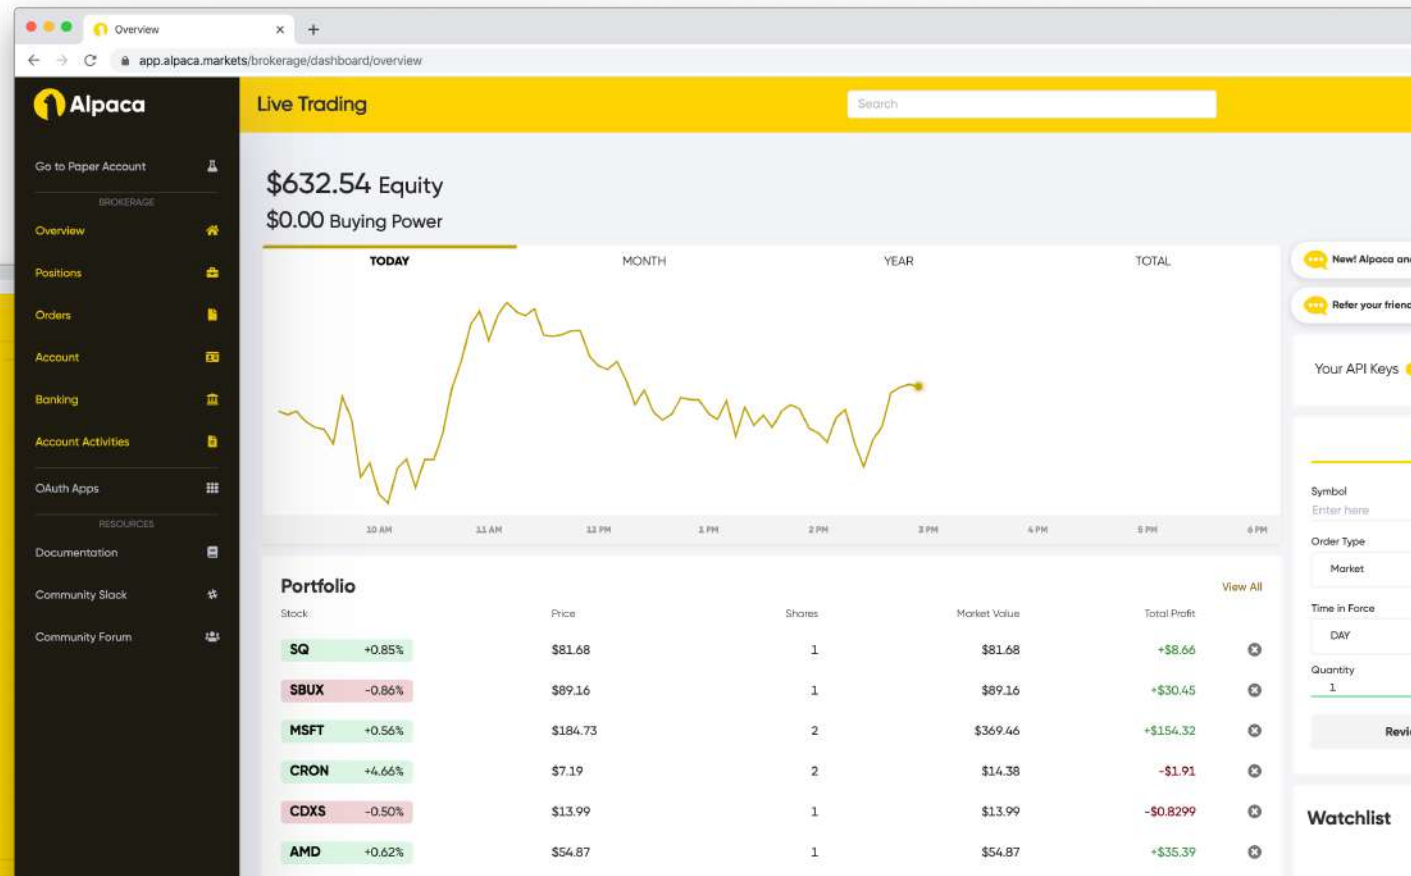 Overview
app.alpaca.markets/brokerage/dashboard/overview
Alpaca
Live Trading
Search
Go to Paper Account
BROKERAGE
Overview
Positions
Orders
Account
Banking
Account Activities
OAuth Apps
RESOURCES
Documentation
Community Slack
Community Forum
$632.54 Equity
$0.00 Buying Power
TODAY MONTH YEAR TOTAL
10 AM 11 AM 12 PM 1 PM 2 PM 3 PM 4 PM 5 PM 6 PM
Portfolio View All
Stock Price Shares Market Value Total Profit
SQ +0.85% $81.68 1 $81.68 +$8.66
SBUX -0.86% $89.16 1 $89.16 +$30.45
MSFT +0.56% $184.73 2 $369.46 +$154.32
CRON +4.66% $7.19 2 $14.38 -$1.91
CDXS -0.50% $13.99 1 $13.99 -$0.8299
AMD +0.62% $54.87 1 $54.87 +$35.39
New! Alpaca an
Refer your frien
Your API Keys
Symbol
Enter here
Order Type
Market
Time in Force
DAY
Quantity
1
Revi
Watchlist